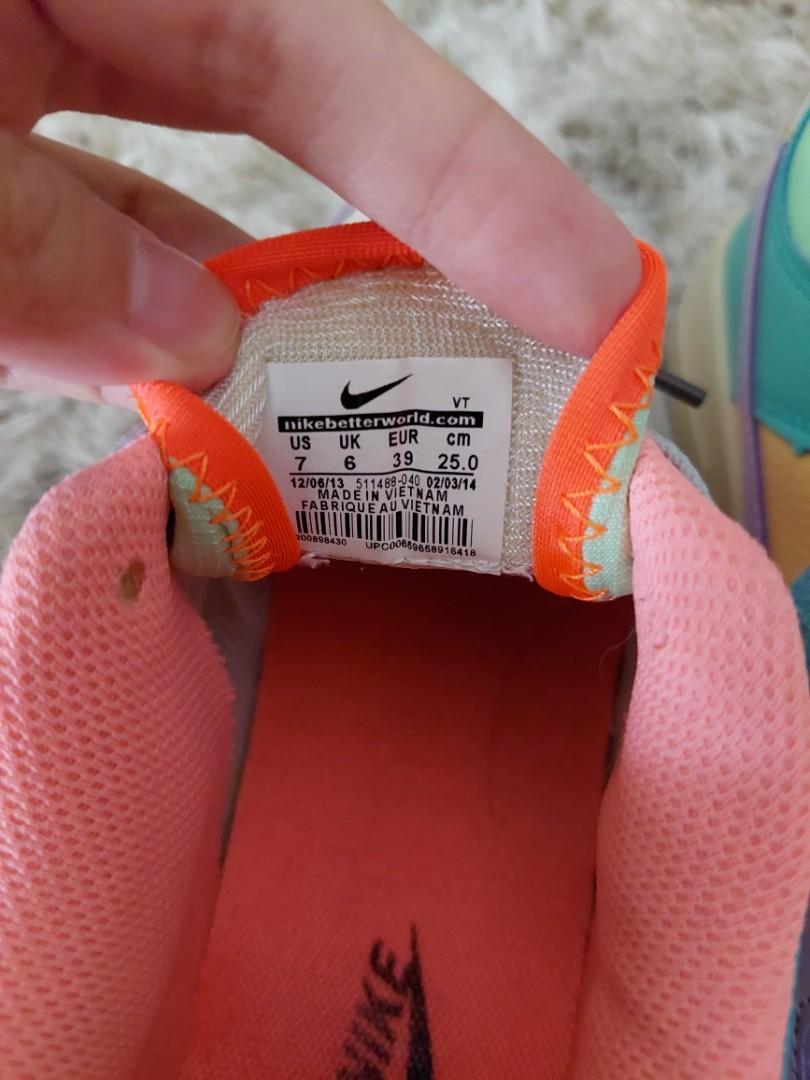 VT
nikebetterworld.com
US UK EUR cm
7 6 39 25.0
12/06/13 511488-040 02/03/14
MADE IN VIETNAM
FABRIQUE AU VIETNAM
200898430 UPC00659658916418
NIKE